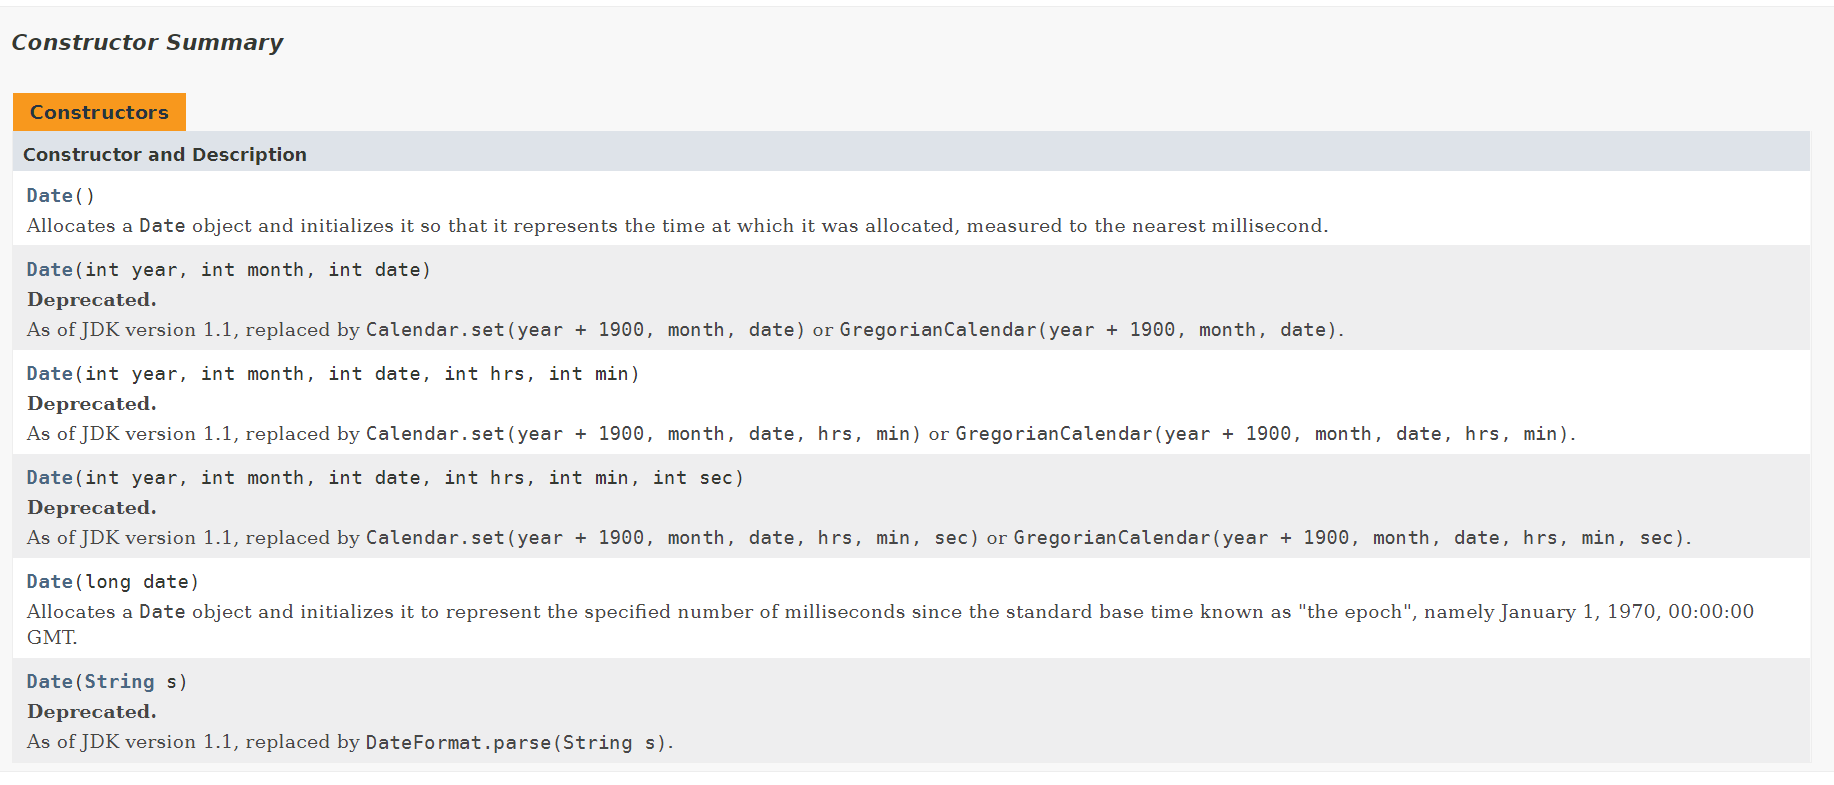 Constructor Summary
Constructors
Constructor and Description
Date()
Allocates a Date object and initializes it so that it represents the time at which it was allocated, measured to the nearest millisecond.
Date(int year, int month, int date)
Deprecated.
As of JDK version 1.1, replaced by Calendar.set(year + 1900, month, date) or GregorianCalendar(year + 1900, month, date).
Date(int year, int month, int date, int hrs, int min)
Deprecated.
As of JDK version 1.1, replaced by Calendar.set(year + 1900, month, date, hrs, min) or GregorianCalendar(year + 1900, month, date, hrs, min).
Date(int year, int month, int date, int hrs, int min, int sec)
Deprecated.
As of JDK version 1.1, replaced by Calendar.set(year + 1900, month, date, hrs, min, sec) or GregorianCalendar(year + 1900, month, date, hrs, min, sec).
Date(long date)
Allocates a Date object and initializes it to represent the specified number of milliseconds since the standard base time known as "the epoch", namely January 1, 1970, 00:00:00
GMT.
Date(String s)
Deprecated.
As of JDK version 1.1, replaced by DateFormat.parse(String s).